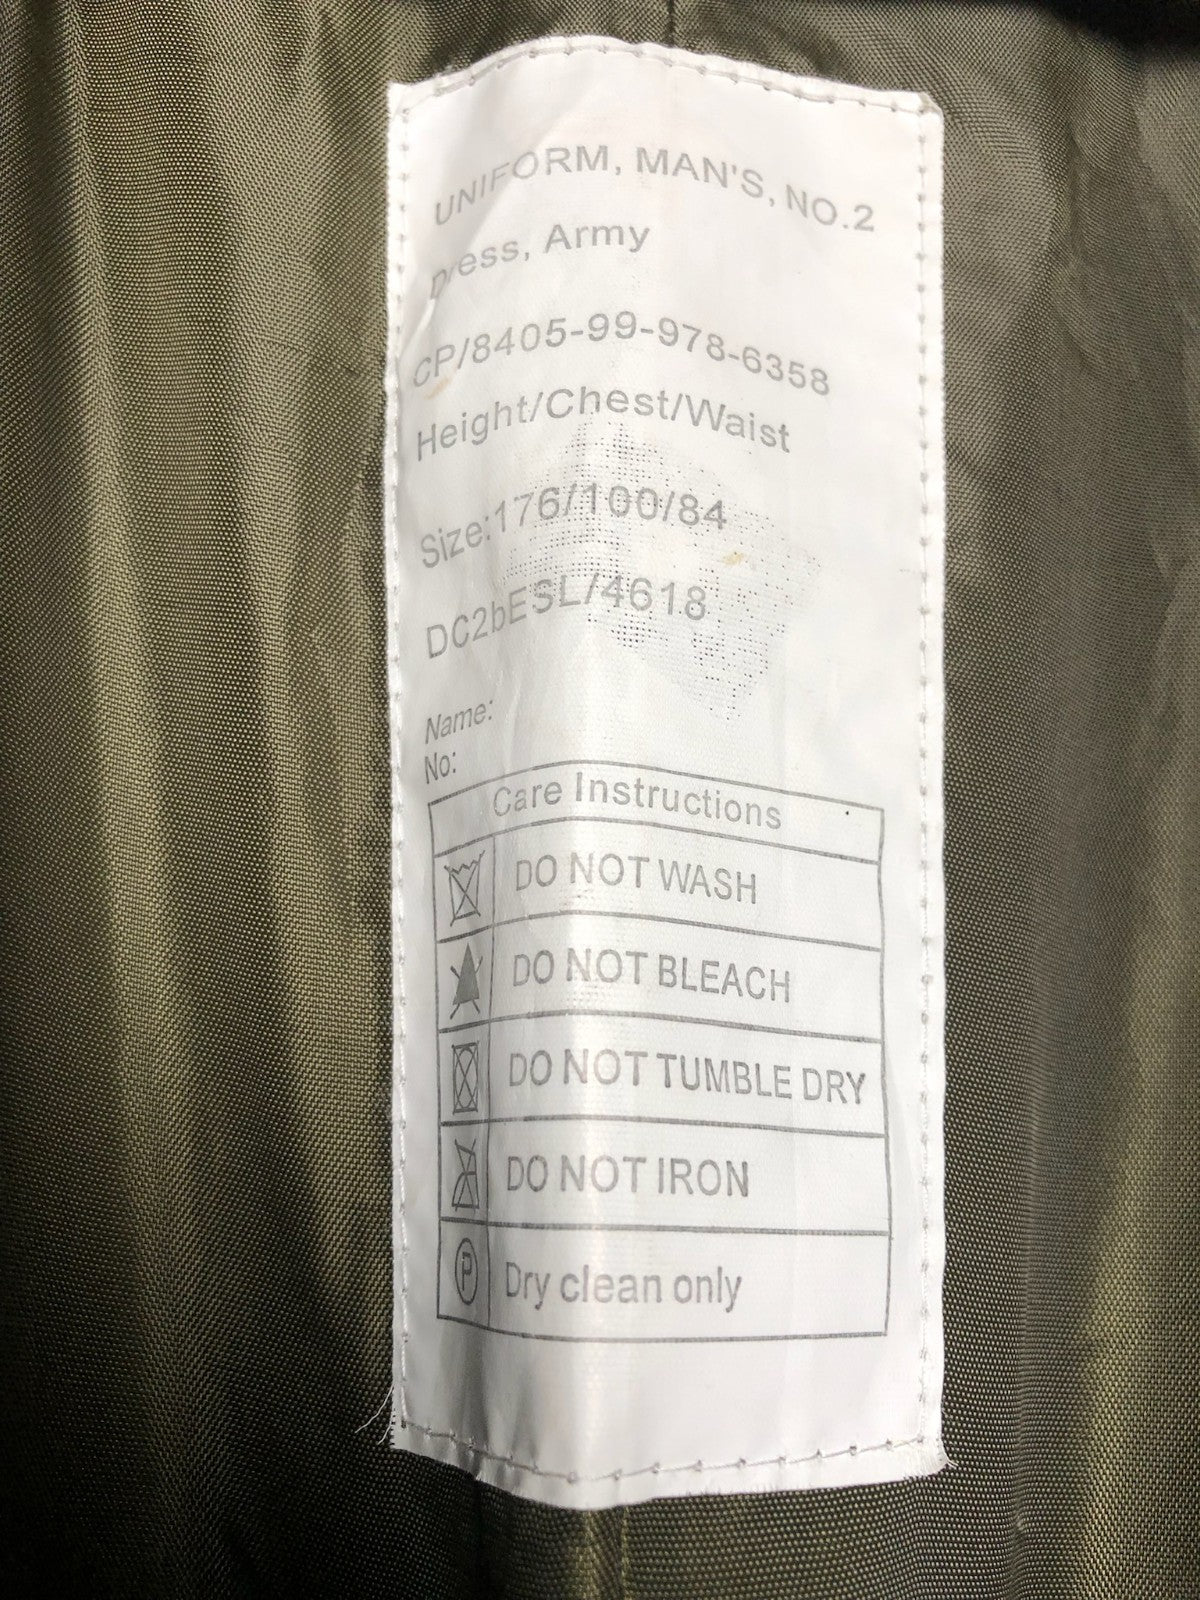 UNIFORM, MAN'S, NO.2
Dress, Army
CP/8405-99-978-6358
Height/Chest/Waist
Size:176/100/84
DC2bESL/4618
Name:
No:
Care Instructions
DO NOT WASH
DO NOT BLEACH
DO NOT TUMBLE DRY
DO NOT IRON
P Dry clean only